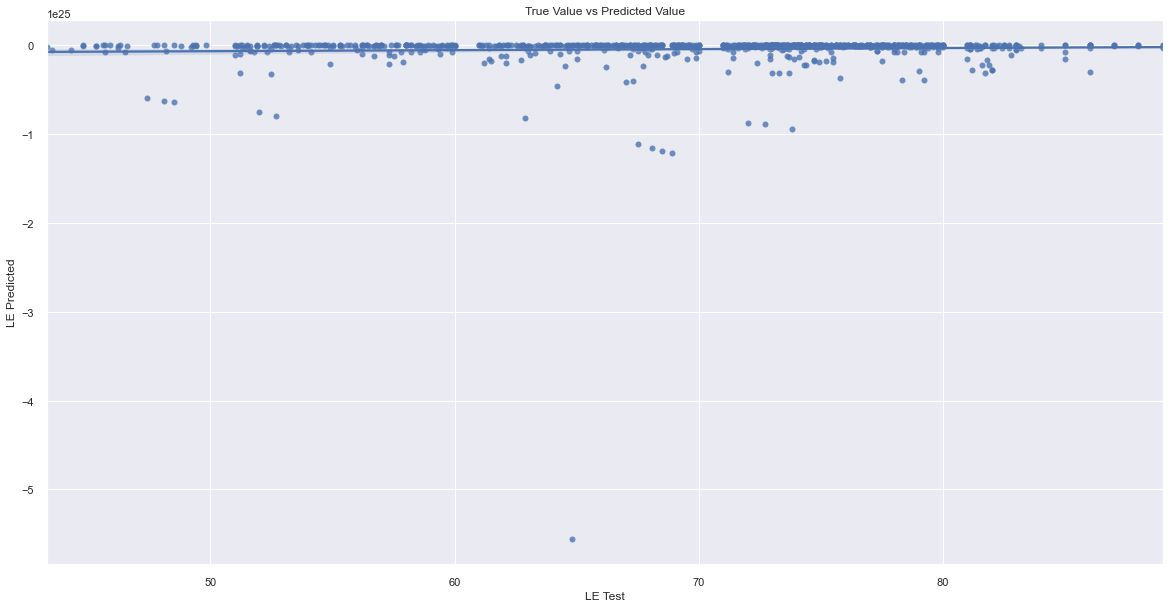 True Value vs Predicted Value
1e25
0
−1
−2
−3
−4
−5
LE Predicted
50 60 70 80
LE Test